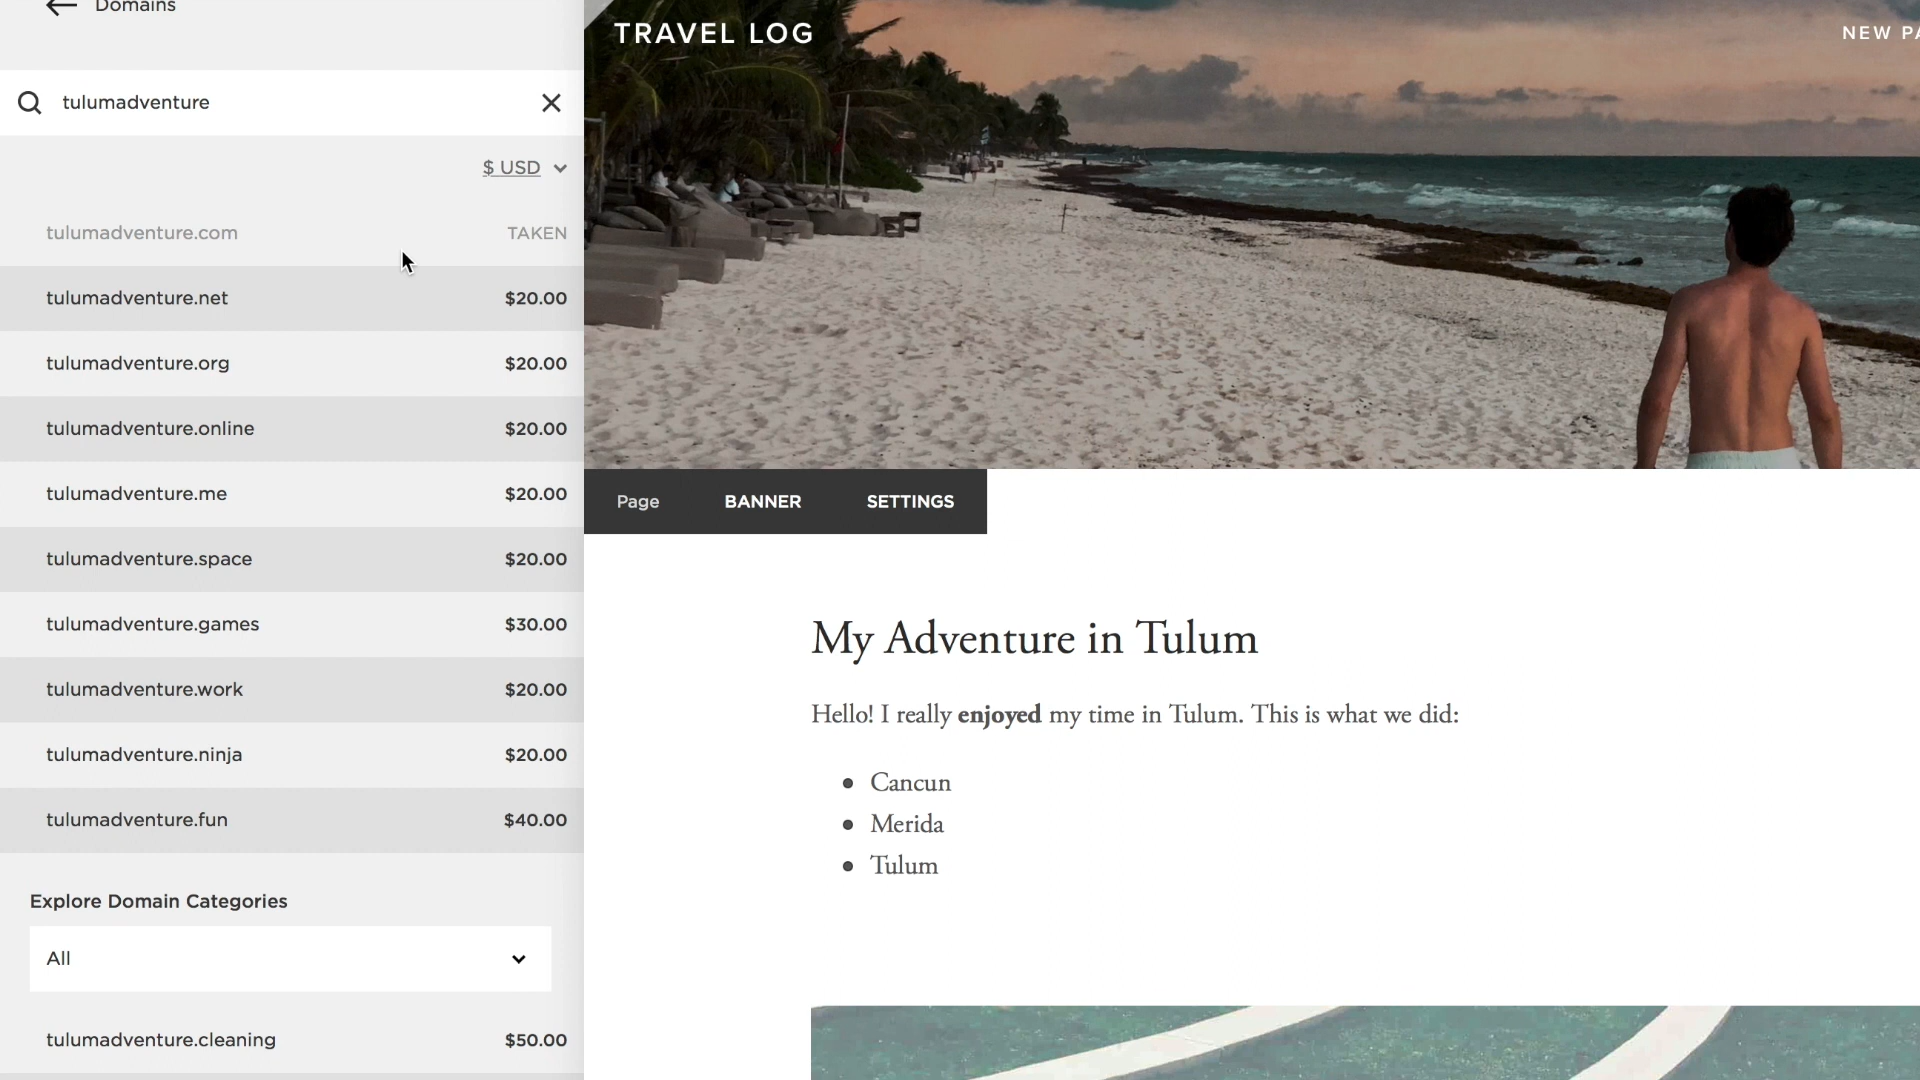 Domains
tulumadventure
$ USD
tulumadventure.com TAKEN
tulumadventure.net $20.00
tulumadventure.org $20.00
tulumadventure.online $20.00
tulumadventure.me $20.00
tulumadventure.space $20.00
tulumadventure.games $30.00
tulumadventure.work $20.00
tulumadventure.ninja $20.00
tulumadventure.fun $40.00
Explore Domain Categories
All
tulumadventure.cleaning $50.00
TRAVEL LOG
NEW PA
Page BANNER SETTINGS
My Adventure in Tulum
Hello! I really enjoyed my time in Tulum. This is what we did:
Cancun
Merida
Tulum